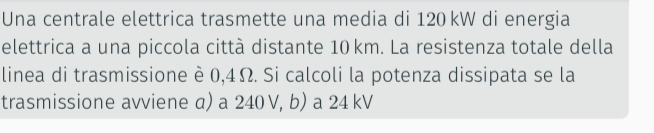 Una centrale elettrica trasmette una media di 120 kW di energia
elettrica a una piccola città distante 10 km. La resistenza totale della
linea di trasmissione è 0,4 Ω. Si calcoli la potenza dissipata se la
trasmissione avviene a) a 240 V, b) a 24 kV